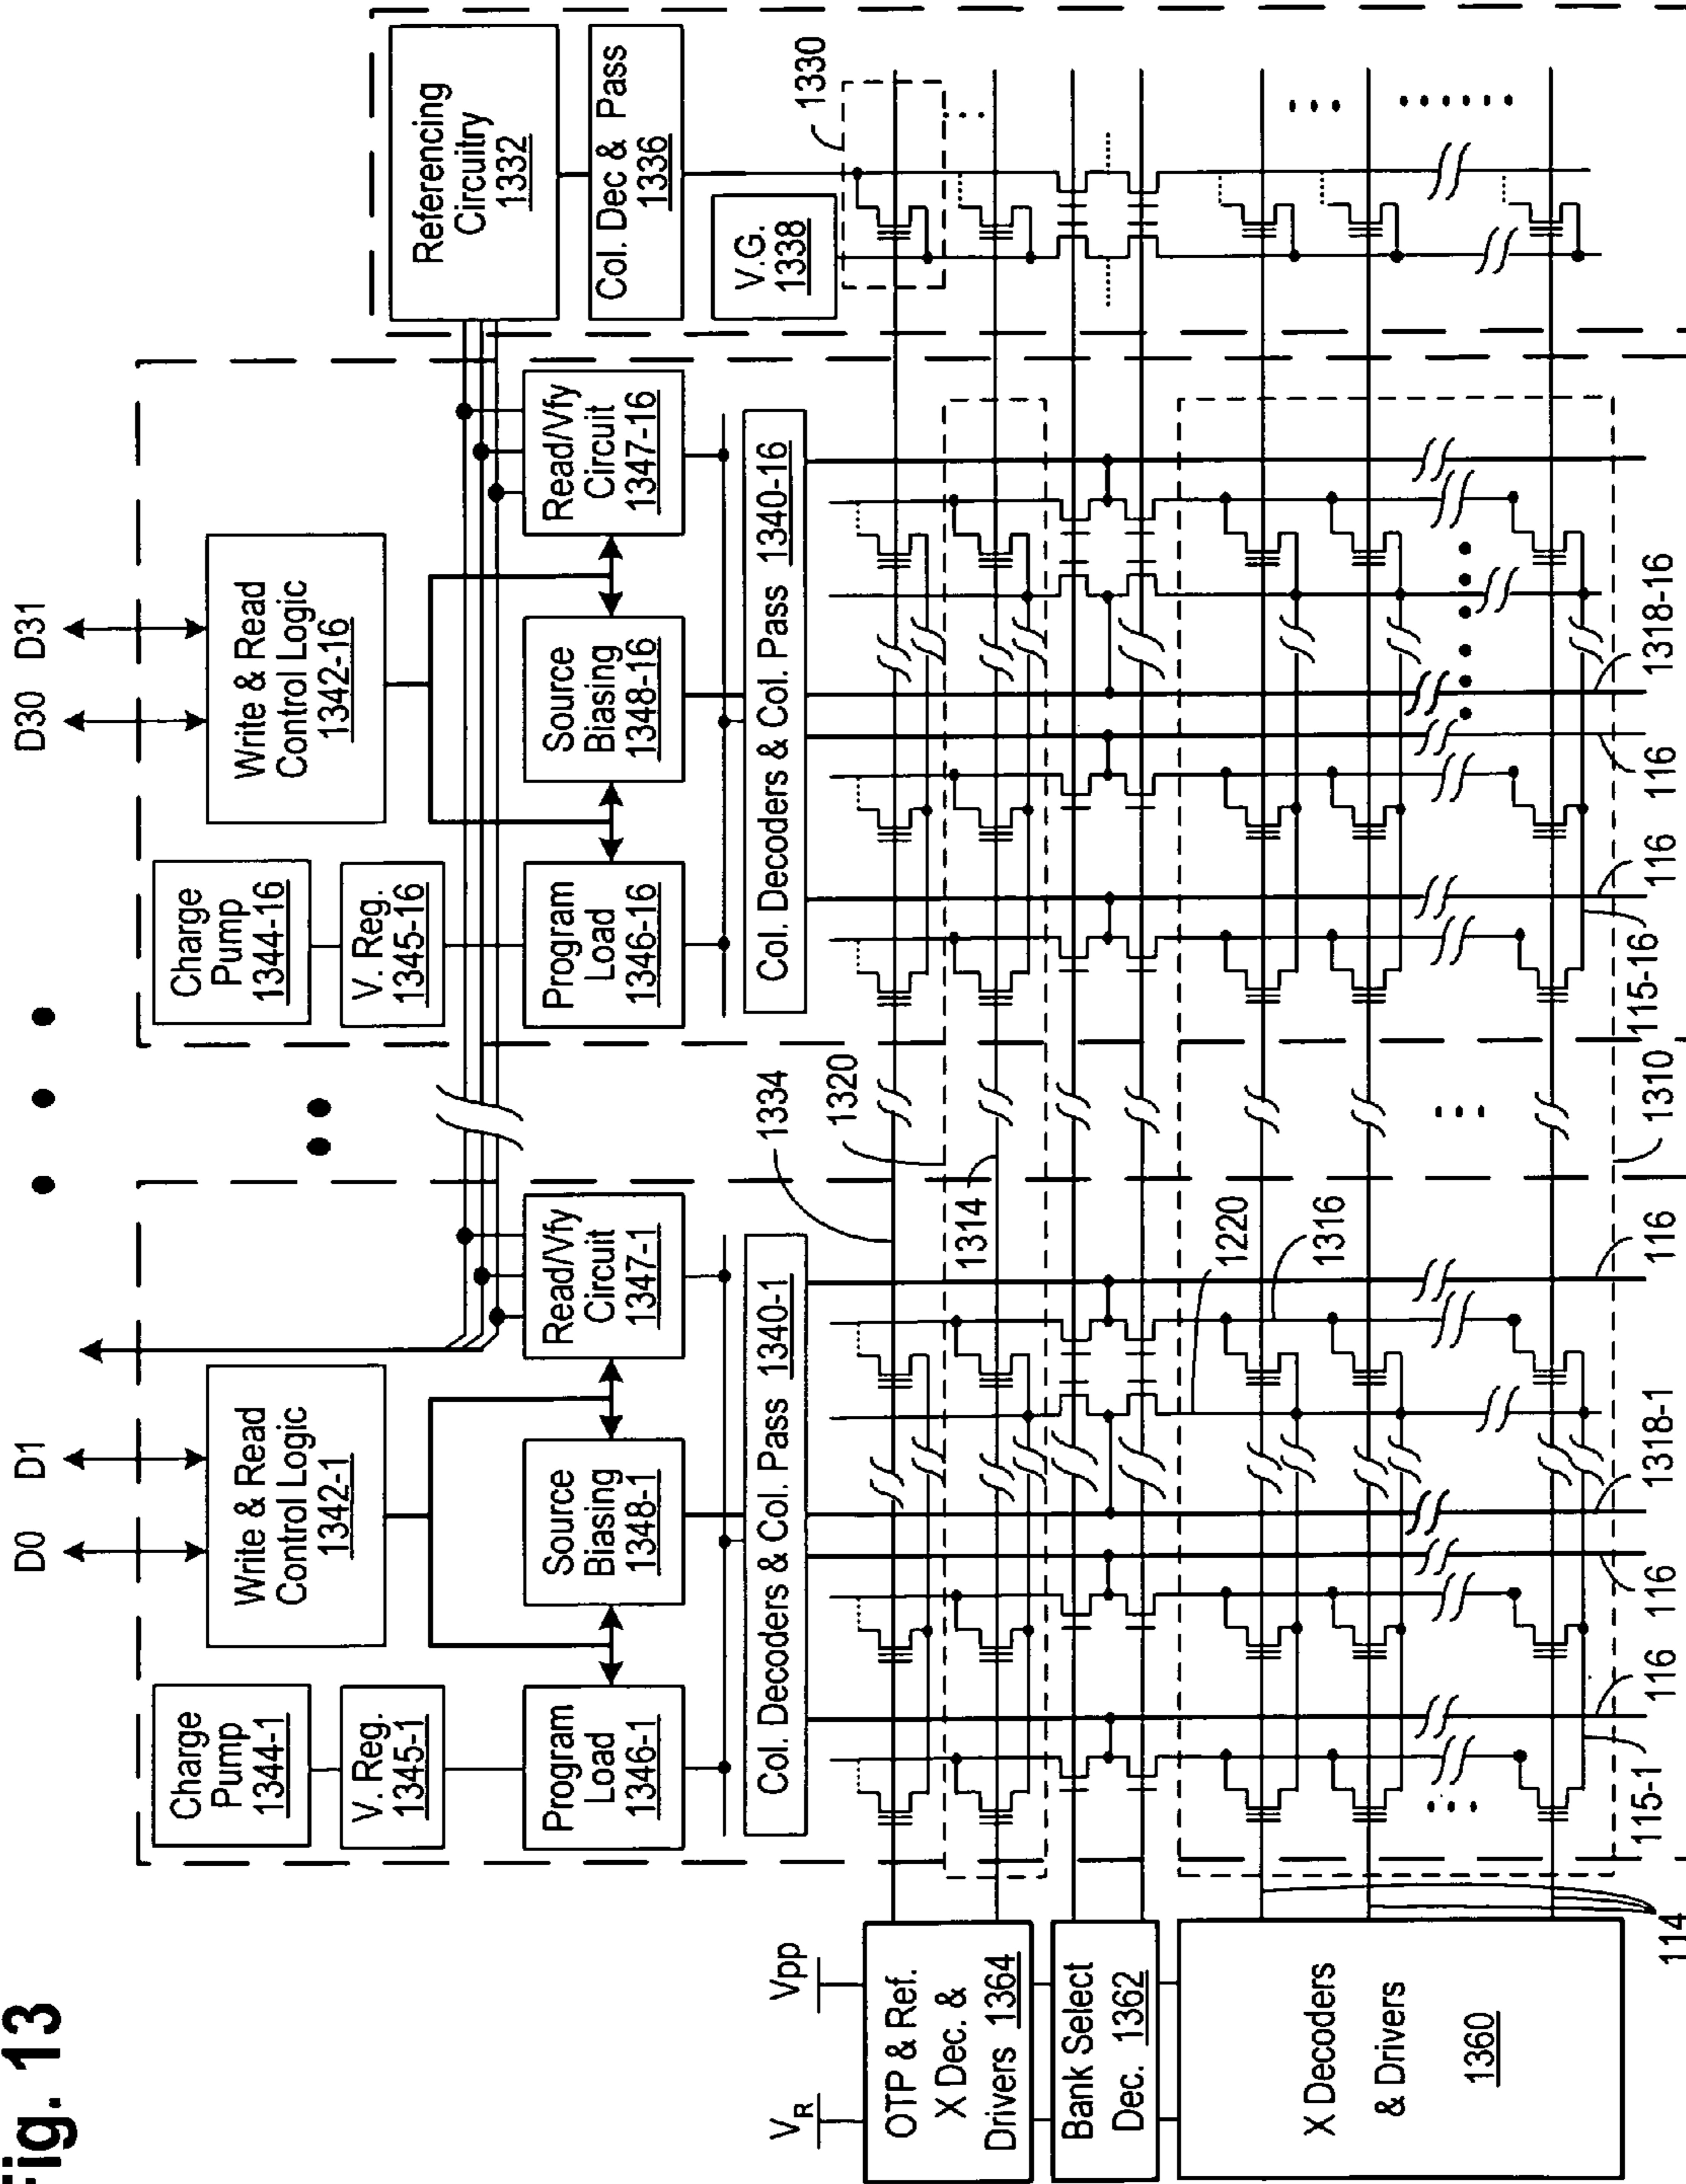 Fig. 13
D0
D1
D30
D31
Charge
Pump
1344-1
V. Reg.
1345-1
Program
Load
1346-1
Write & Read
Control Logic
1342-1
Source
Biasing
1348-1
Read/Vfy
Circuit
1347-1
Col. Decoders & Col. Pass 1340-1
Charge
Pump
1344-16
V. Reg.
1345-16
Program
Load
1346-16
Write & Read
Control Logic
1342-16
Source
Biasing
1348-16
Read/Vfy
Circuit
1347-16
Col. Decoders & Col. Pass 1340-16
Referencing
Circuitry
1332
Col. Dec & Pass
1336
V.G.
1338
1330
1334
1320
1314
1220
1316
VR
Vpp
OTP & Ref.
X Dec. &
Drivers 1364
Bank Select
Dec. 1362
X Decoders
& Drivers
1360
114
115-1
116
116
1318-1
116
1310
115-16
116
116
1318-16